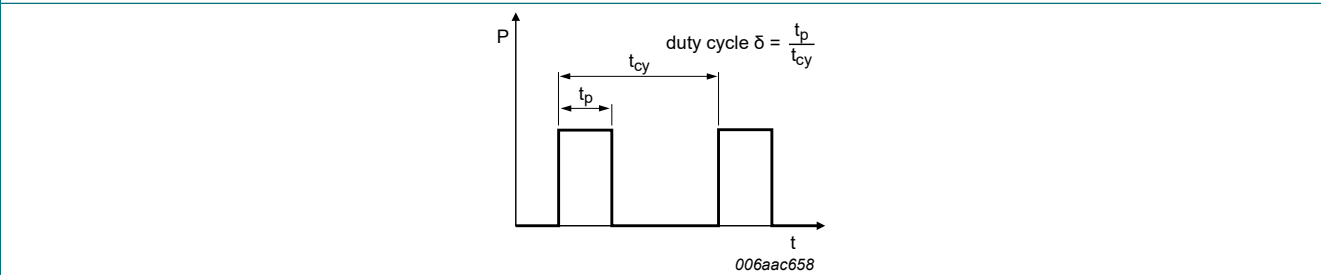 P
duty cycle δ = tp
tcy
tcy
tp
t
006aac658